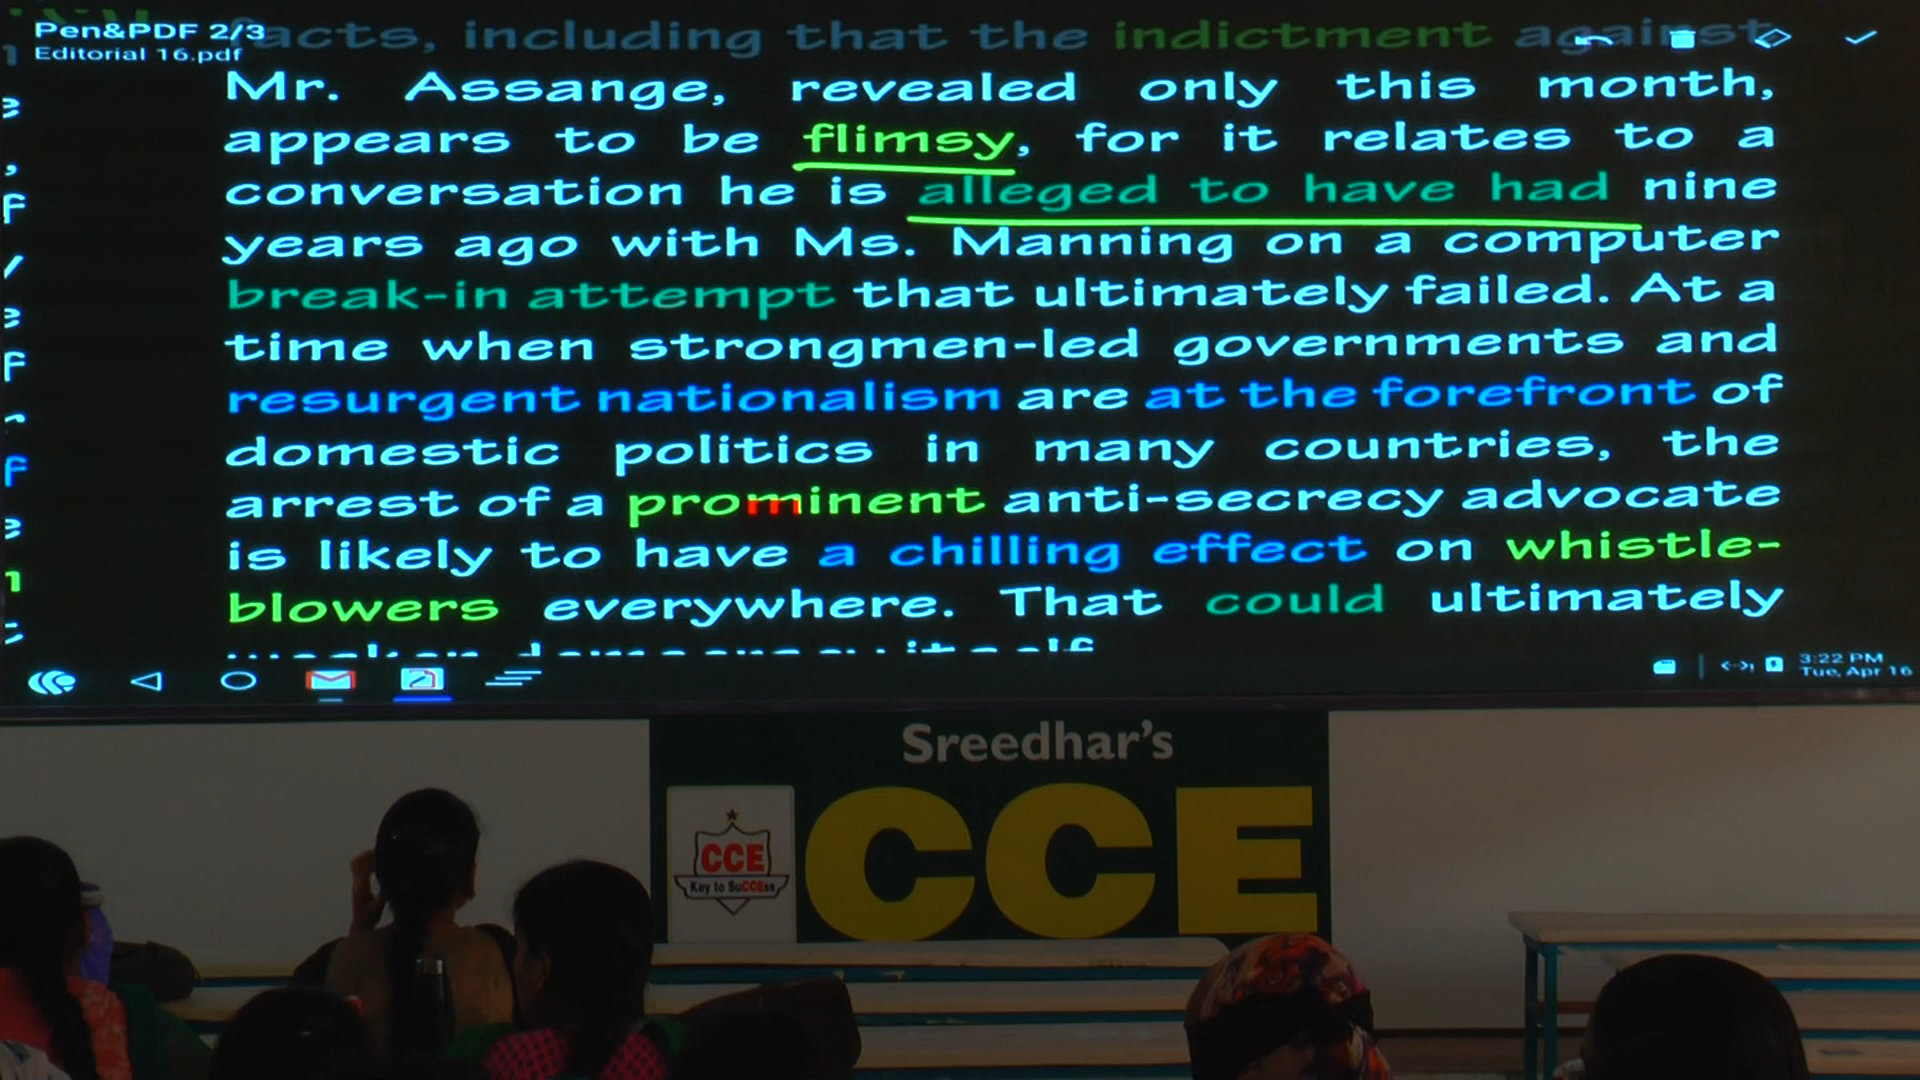 Pen&PDF 2/3
Editorial 16.pdf
facts, including that the indictment against
Mr. Assange, revealed only this month,
appears to be flimsy, for it relates to a
conversation he is alleged to have had nine
years ago with Ms. Manning on a computer
break-in attempt that ultimately failed. At a
time when strongmen-led governments and
resurgent nationalism are at the forefront of
domestic politics in many countries, the
arrest of a prominent anti-secrecy advocate
is likely to have a chilling effect on whistle-
blowers everywhere. That could ultimately
weaken democracy itself
3:22 PM
Tue, Apr 16
Sreedhar's
CCE
CCE
Key to SuCCEss